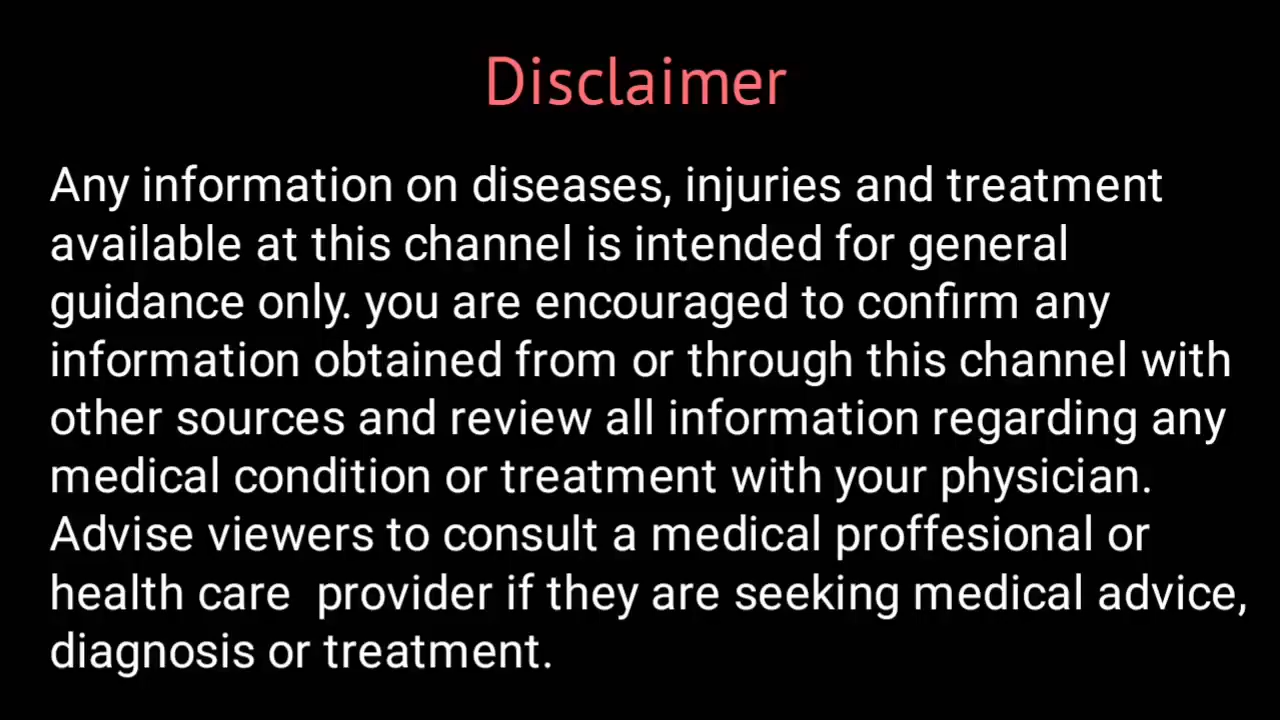 Disclaimer
Any information on diseases, injuries and treatment
available at this channel is intended for general
guidance only. you are encouraged to confirm any
information obtained from or through this channel with
other sources and review all information regarding any
medical condition or treatment with your physician.
Advise viewers to consult a medical proffesional or
health care  provider if they are seeking medical advice,
diagnosis or treatment.